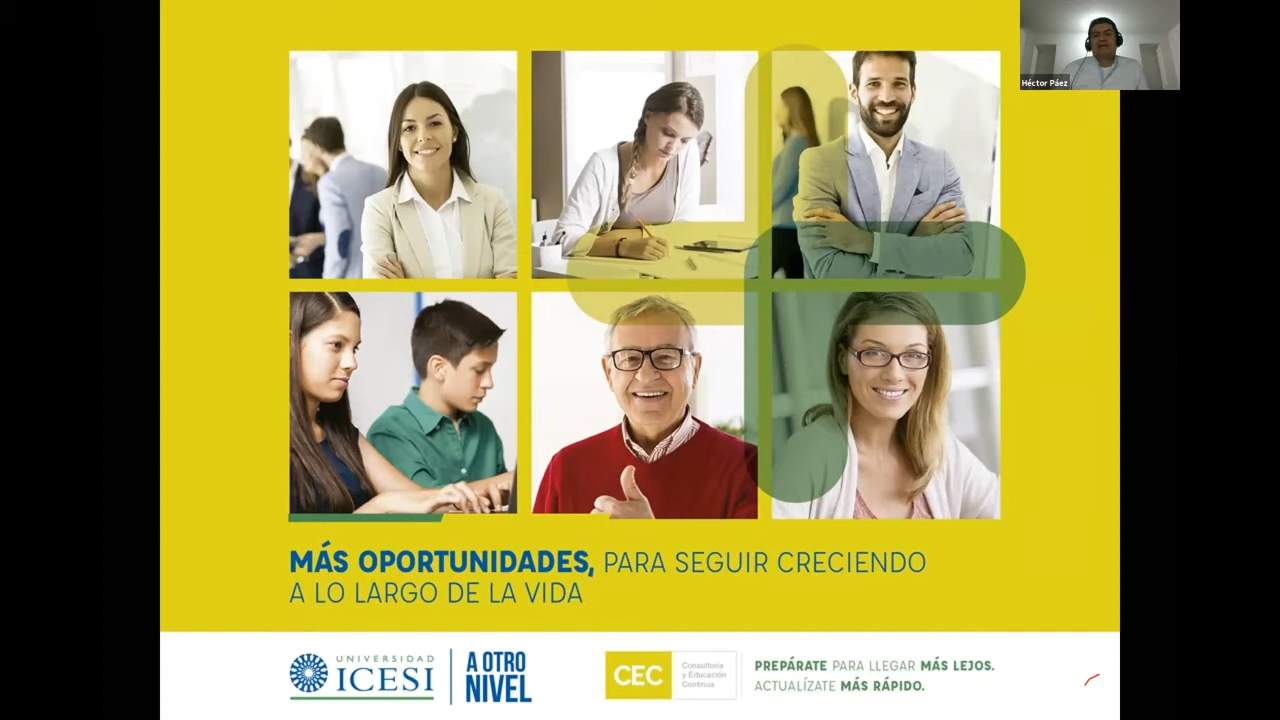 Héctor Páez
MÁS OPORTUNIDADES, PARA SEGUIR CRECIENDO
A LO LARGO DE LA VIDA
UNIVERSIDAD
ICESI
A OTRO
NIVEL
CEC
Consultoría
y Educación
Continua
PREPÁRATE PARA LLEGAR MÁS LEJOS.
ACTUALÍZATE MÁS RÁPIDO.